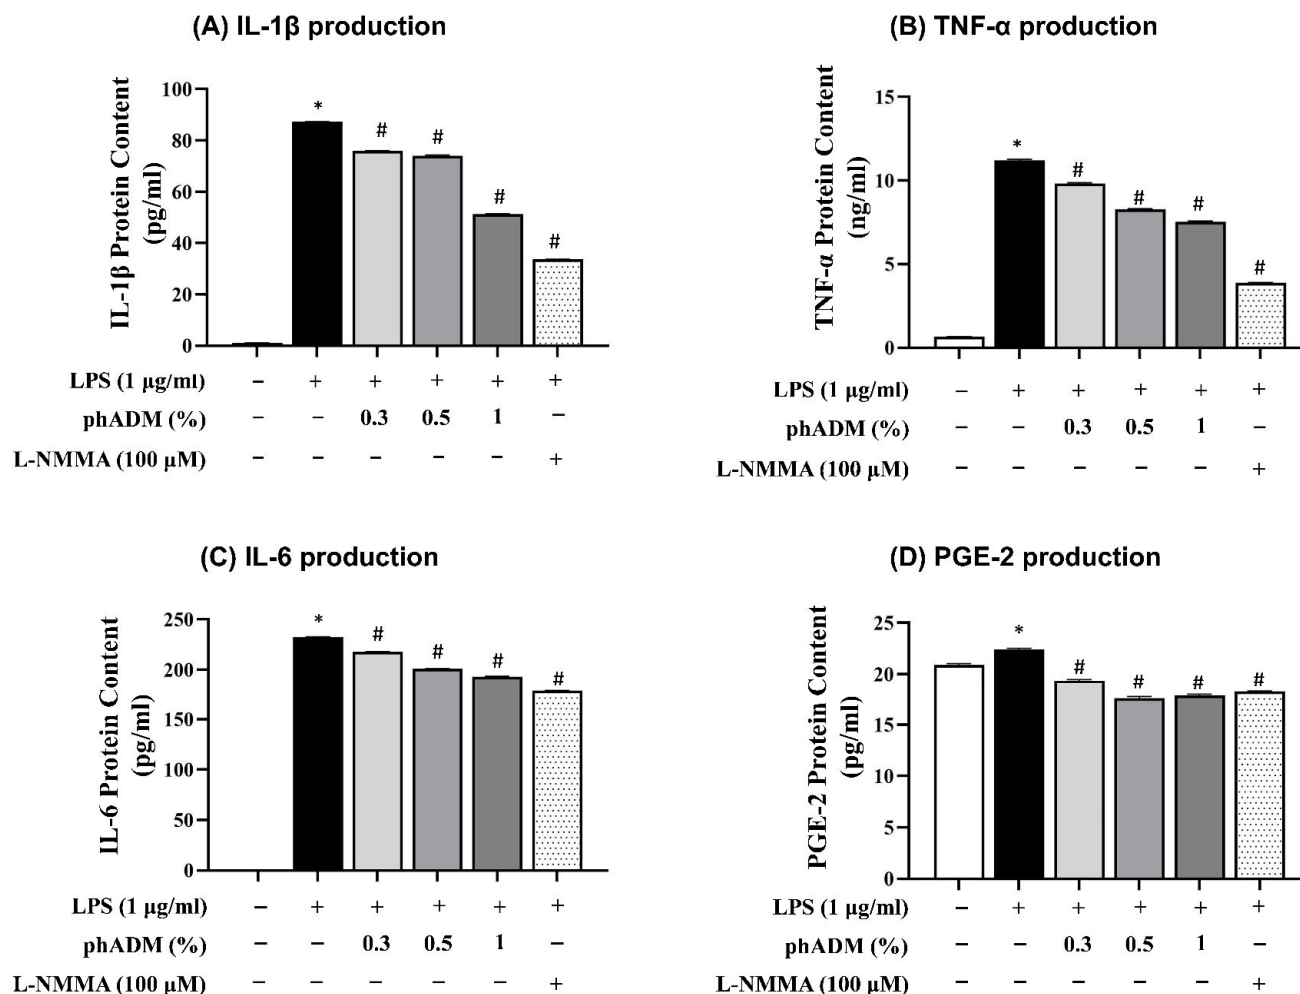 (A) IL-1β production
IL-1β Protein Content
(pg/ml)
100
80
60
40
20
0
* # # # #
LPS (1 μg/ml) – + + + + +
phADM (%) – – 0.3 0.5 1 –
L-NMMA (100 μM) – – – – – +
(B) TNF-α production
TNF-α Protein Content
(ng/ml)
15
10
5
0
* # # # #
LPS (1 μg/ml) – + + + + +
phADM (%) – – 0.3 0.5 1 –
L-NMMA (100 μM) – – – – – +
(C) IL-6 production
IL-6 Protein Content
(pg/ml)
250
200
150
100
50
0
* # # # #
LPS (1 μg/ml) – + + + + +
phADM (%) – – 0.3 0.5 1 –
L-NMMA (100 μM) – – – – – +
(D) PGE-2 production
PGE-2 Protein Content
(pg/ml)
25
20
15
10
5
0
* # # # #
LPS (1 μg/ml) – + + + + +
phADM (%) – – 0.3 0.5 1 –
L-NMMA (100 μM) – – – – – +